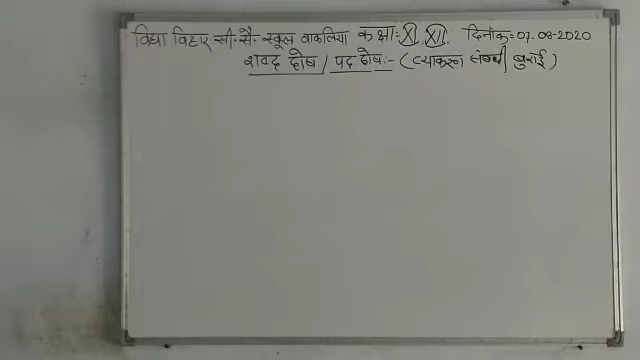 विद्या विहार सी. सै. स्कूल वाकलिया कक्षाः- XI, XII. दिनांक = 07-08-2020
शब्द दोष / पद दोषः- (व्याकरण संबंधी बुराई)